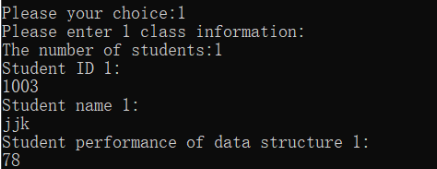 Please your choice:1
Please enter 1 class information:
The number of students:1
Student ID 1:
1003
Student name 1:
jjk
Student performance of data structure 1:
78